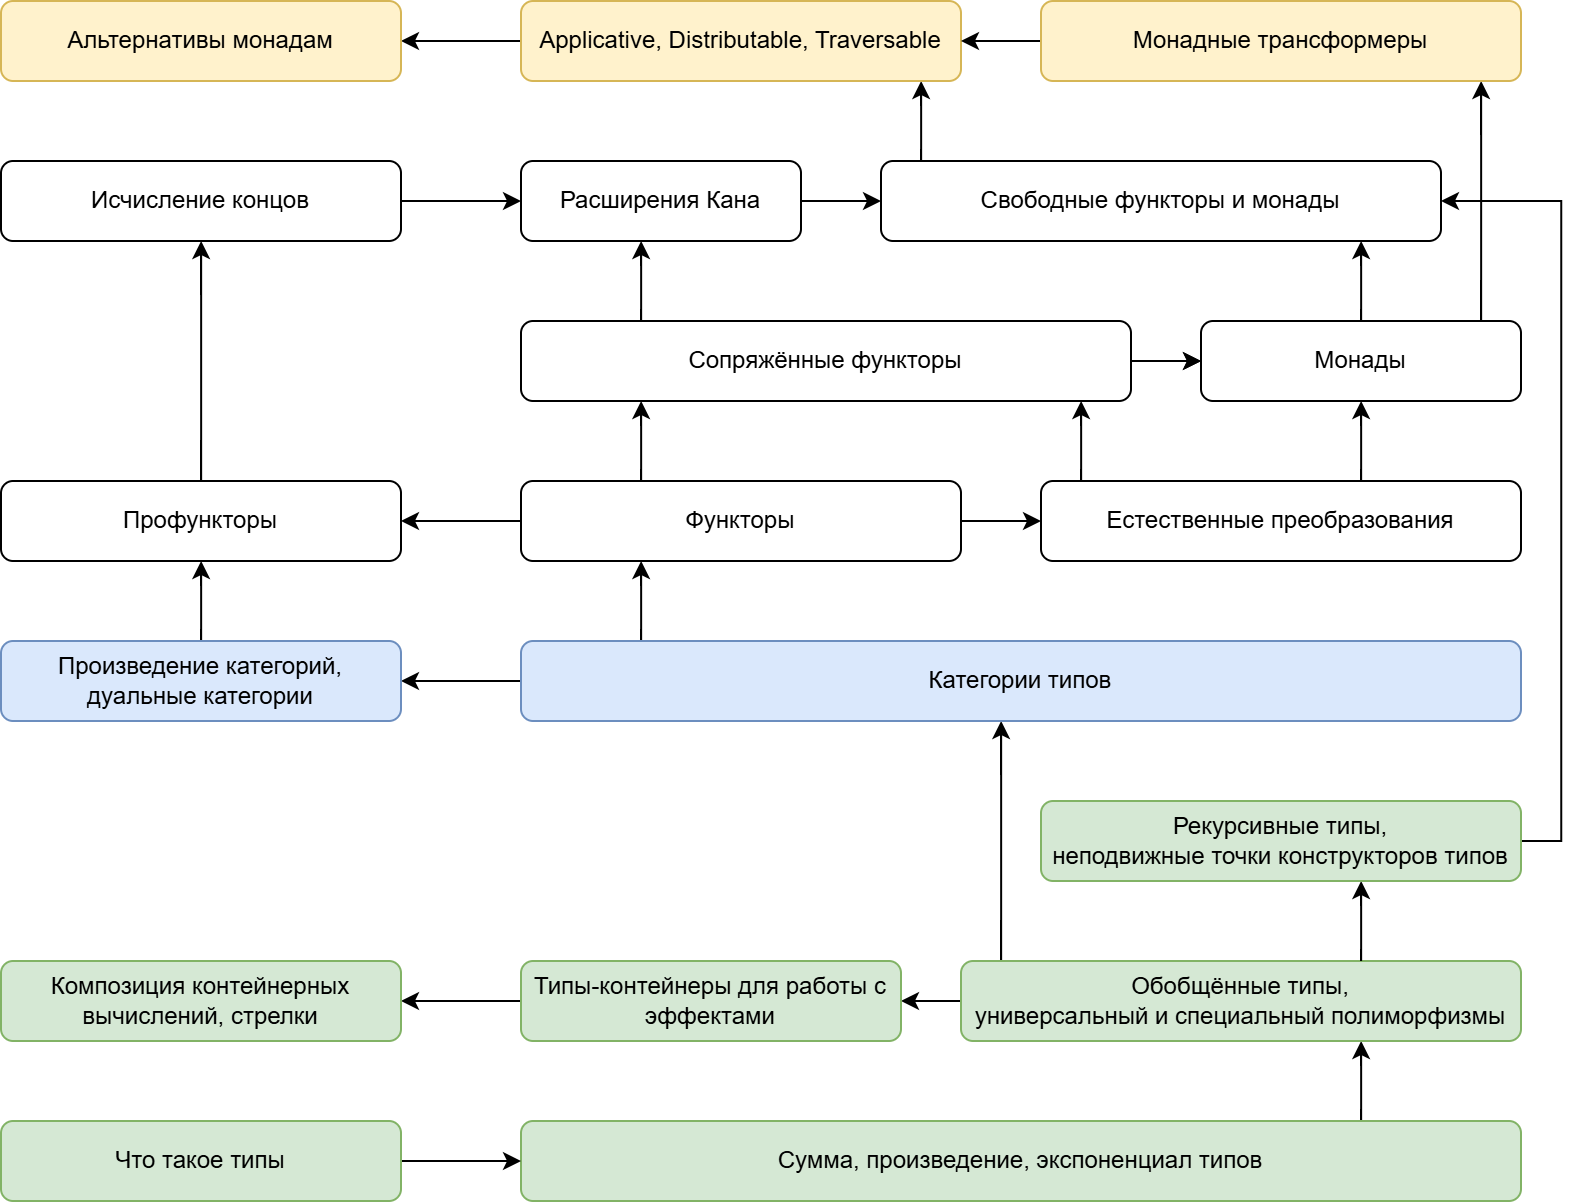 Альтернативы монадам
Applicative, Distributable, Traversable
Монадные трансформеры
Исчисление концов
Расширения Кана
Свободные функторы и монады
Сопряжённые функторы
Монады
Профункторы
Функторы
Естественные преобразования
Произведение категорий,
дуальные категории
Категории типов
Рекурсивные типы,
неподвижные точки конструкторов типов
Композиция контейнерных
вычислений, стрелки
Типы-контейнеры для работы с
эффектами
Обобщённые типы,
универсальный и специальный полиморфизмы
Что такое типы
Сумма, произведение, экспоненциал типов